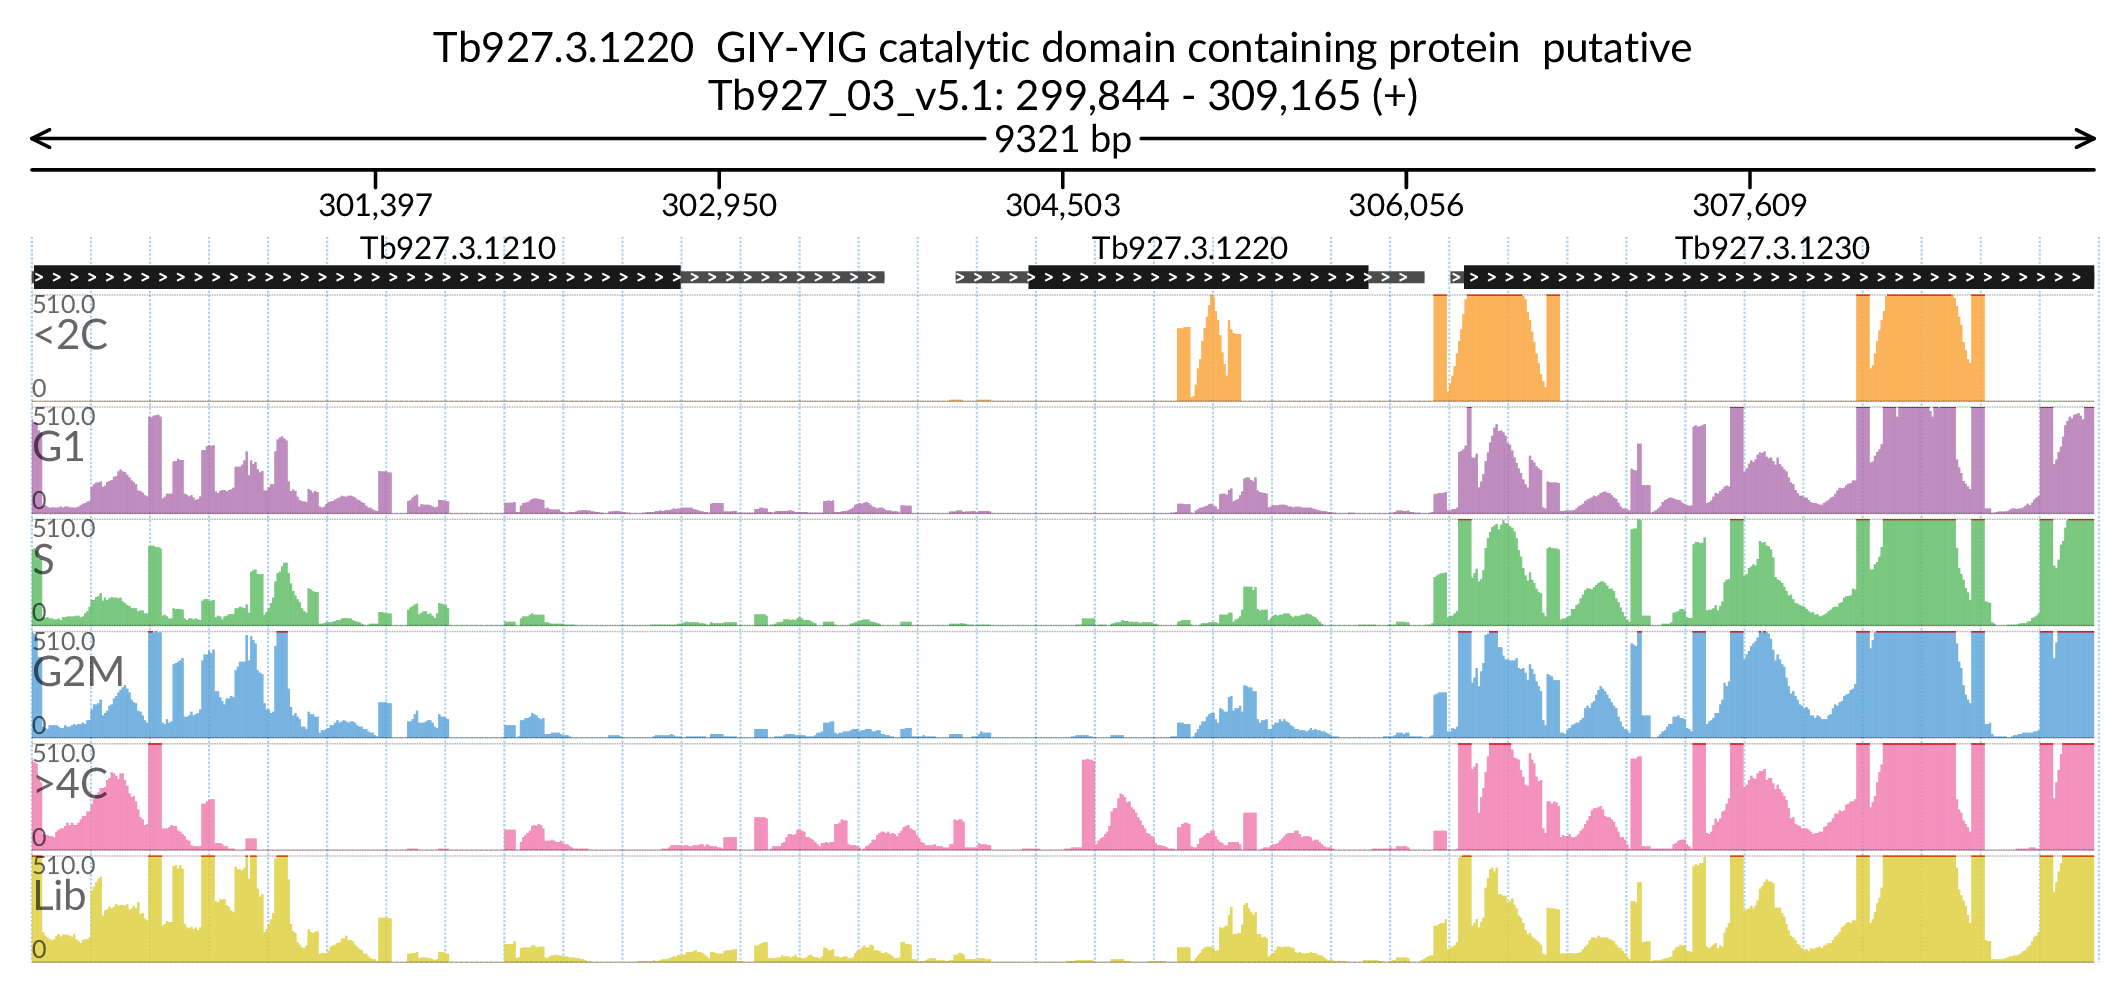 Tb927.3.1220  GIY-YIG catalytic domain containing protein  putative
Tb927_03_v5.1: 299,844 - 309,165 (+)
9321 bp
301,397 302,950 304,503 306,056 307,609
Tb927.3.1210 Tb927.3.1220 Tb927.3.1230
510.0
<2C
0
510.0
G1
0
510.0
S
0
510.0
G2M
0
510.0
>4C
0
510.0
Lib
0